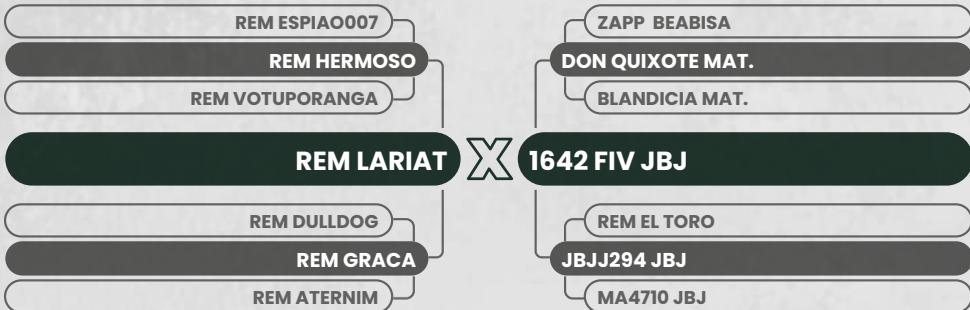 REM ESPIAO007
REM HERMOSO
REM VOTUPORANGA
REM LARIAT
REM DULLDOG
REM GRACA
REM ATERNIM
X
ZAPP BEABISA
DON QUIXOTE MAT.
BLANDICIA MAT.
1642 FIV JBJ
REM EL TORO
JBJJ294 JBJ
MA4710 JBJ